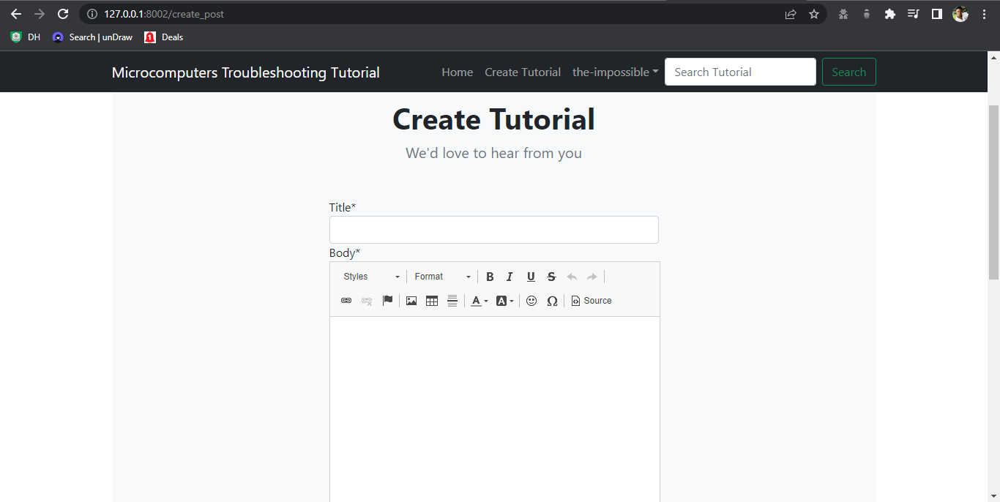 127.0.0.1:8002/create_post
DH Search | unDraw 1 Deals
Microcomputers Troubleshooting Tutorial Home Create Tutorial the-impossible Search Tutorial Search
Create Tutorial
We'd love to hear from you
Title*
Body*
Styles Format B I U S
A A Ω Source